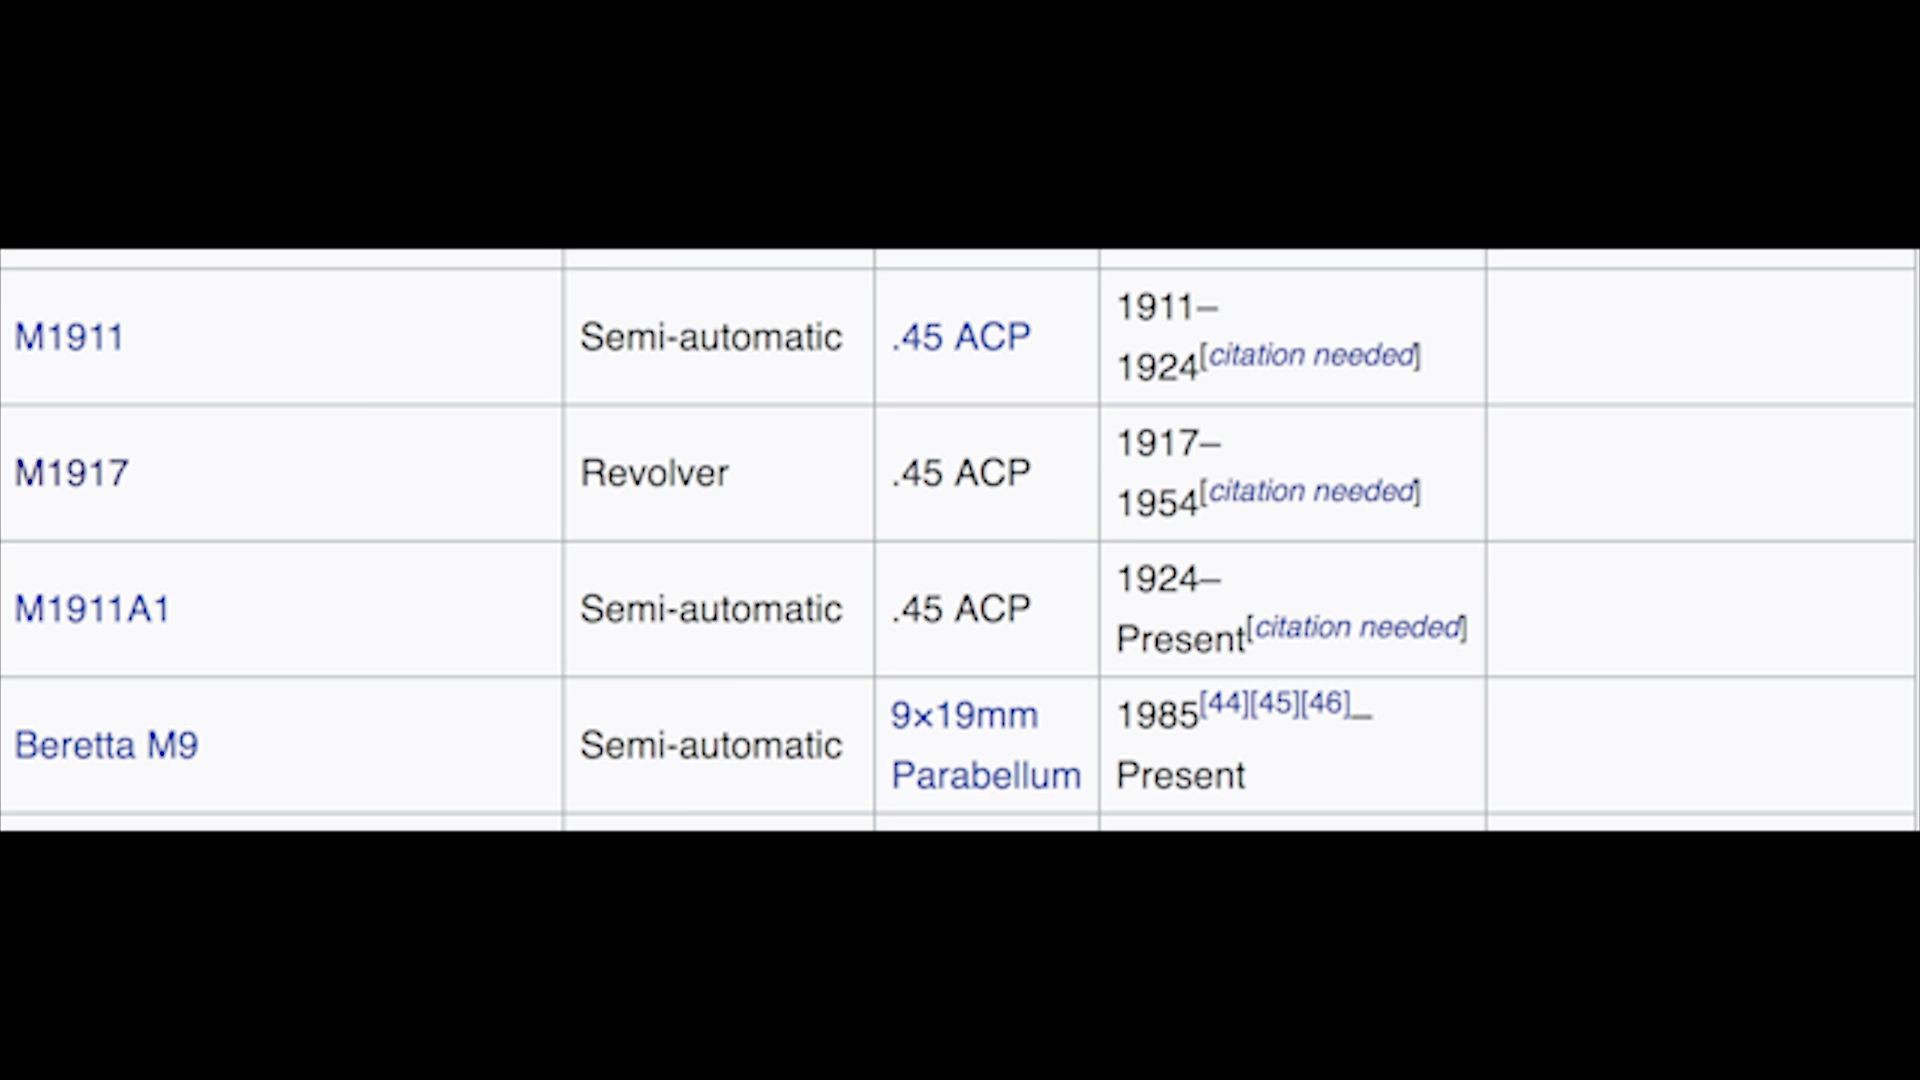 M1911 Semi-automatic .45 ACP 1911–
1924[citation needed]
M1917 Revolver .45 ACP 1917–
1954[citation needed]
M1911A1 Semi-automatic .45 ACP 1924–
Present[citation needed]
Beretta M9 Semi-automatic 9×19mm
Parabellum 1985[44][45][46]–
Present